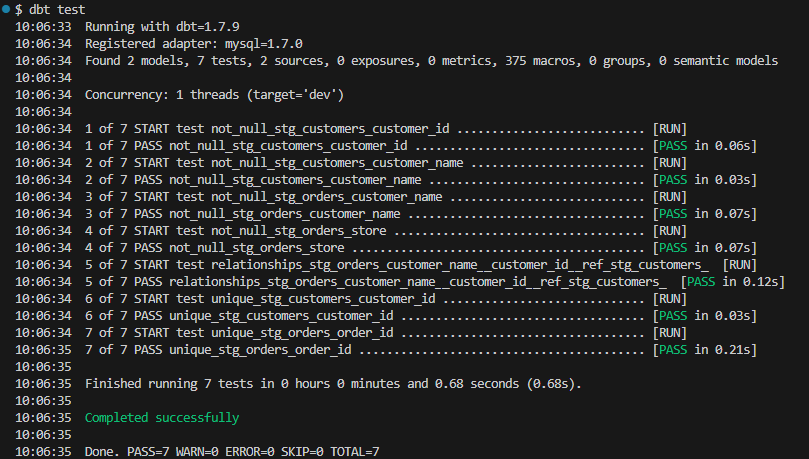 $ dbt test
10:06:33  Running with dbt=1.7.9
10:06:34  Registered adapter: mysql=1.7.0
10:06:34  Found 2 models, 7 tests, 2 sources, 0 exposures, 0 metrics, 375 macros, 0 groups, 0 semantic models
10:06:34
10:06:34  Concurrency: 1 threads (target='dev')
10:06:34
10:06:34  1 of 7 START test not_null_stg_customers_customer_id ........................... [RUN]
10:06:34  1 of 7 PASS not_null_stg_customers_customer_id ................................. [PASS in 0.06s]
10:06:34  2 of 7 START test not_null_stg_customers_customer_name ......................... [RUN]
10:06:34  2 of 7 PASS not_null_stg_customers_customer_name ............................... [PASS in 0.03s]
10:06:34  3 of 7 START test not_null_stg_orders_customer_name ............................ [RUN]
10:06:34  3 of 7 PASS not_null_stg_orders_customer_name .................................. [PASS in 0.07s]
10:06:34  4 of 7 START test not_null_stg_orders_store .................................... [RUN]
10:06:34  4 of 7 PASS not_null_stg_orders_store .......................................... [PASS in 0.07s]
10:06:34  5 of 7 START test relationships_stg_orders_customer_name__customer_id__ref_stg_customers_  [RUN]
10:06:34  5 of 7 PASS relationships_stg_orders_customer_name__customer_id__ref_stg_customers_  [PASS in 0.12s]
10:06:34  6 of 7 START test unique_stg_customers_customer_id ............................. [RUN]
10:06:34  6 of 7 PASS unique_stg_customers_customer_id ................................... [PASS in 0.03s]
10:06:34  7 of 7 START test unique_stg_orders_order_id ................................... [RUN]
10:06:35  7 of 7 PASS unique_stg_orders_order_id ......................................... [PASS in 0.21s]
10:06:35
10:06:35  Finished running 7 tests in 0 hours 0 minutes and 0.68 seconds (0.68s).
10:06:35
10:06:35  Completed successfully
10:06:35
10:06:35  Done. PASS=7 WARN=0 ERROR=0 SKIP=0 TOTAL=7